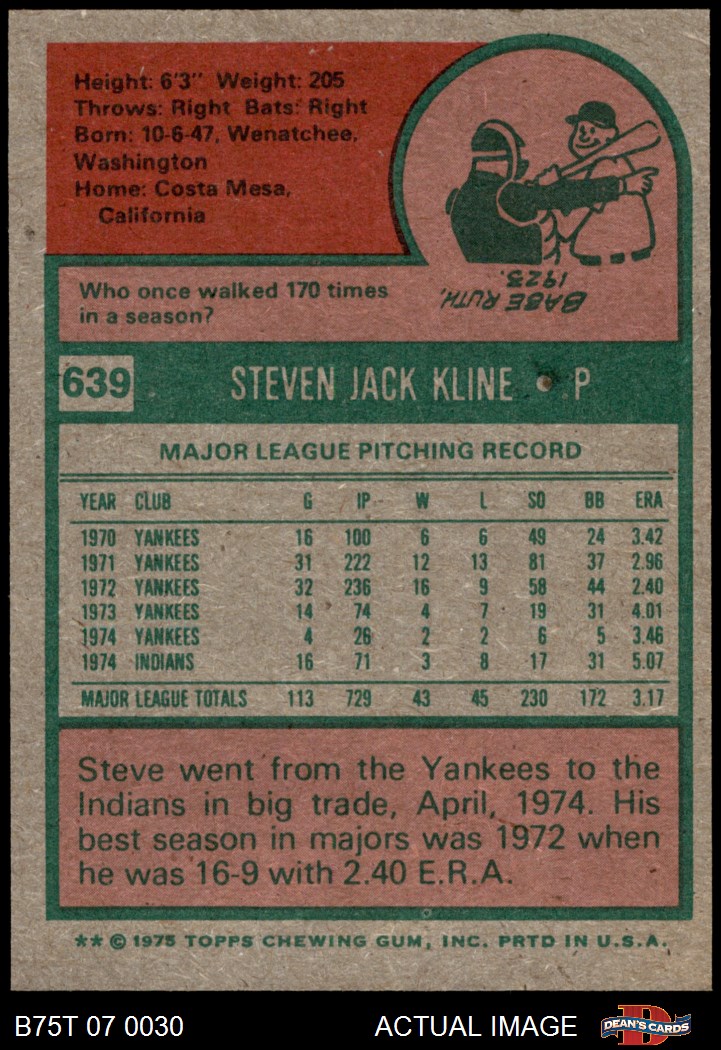 Height: 6'3" Weight: 205
Throws: Right Bats: Right
Born: 10-6-47, Wenatchee,
Washington
Home: Costa Mesa,
California
Who once walked 170 times
in a season?
BABE RUTH,
1923.
639 STEVEN JACK KLINE • P
MAJOR LEAGUE PITCHING RECORD
YEAR CLUB G IP W L SO BB ERA
1970 YANKEES 16 100 6 6 49 24 3.42
1971 YANKEES 31 222 12 13 81 37 2.96
1972 YANKEES 32 236 16 9 58 44 2.40
1973 YANKEES 14 74 4 7 19 31 4.01
1974 YANKEES 4 26 2 2 6 5 3.46
1974 INDIANS 16 71 3 8 17 31 5.07
MAJOR LEAGUE TOTALS 113 729 43 45 230 172 3.17
Steve went from the Yankees to the
Indians in big trade, April, 1974. His
best season in majors was 1972 when
he was 16-9 with 2.40 E.R.A.
** © 1975 TOPPS CHEWING GUM, INC. PRTD IN U.S.A.
B75T 07 0030 ACTUAL IMAGE D DEAN'S CARDS